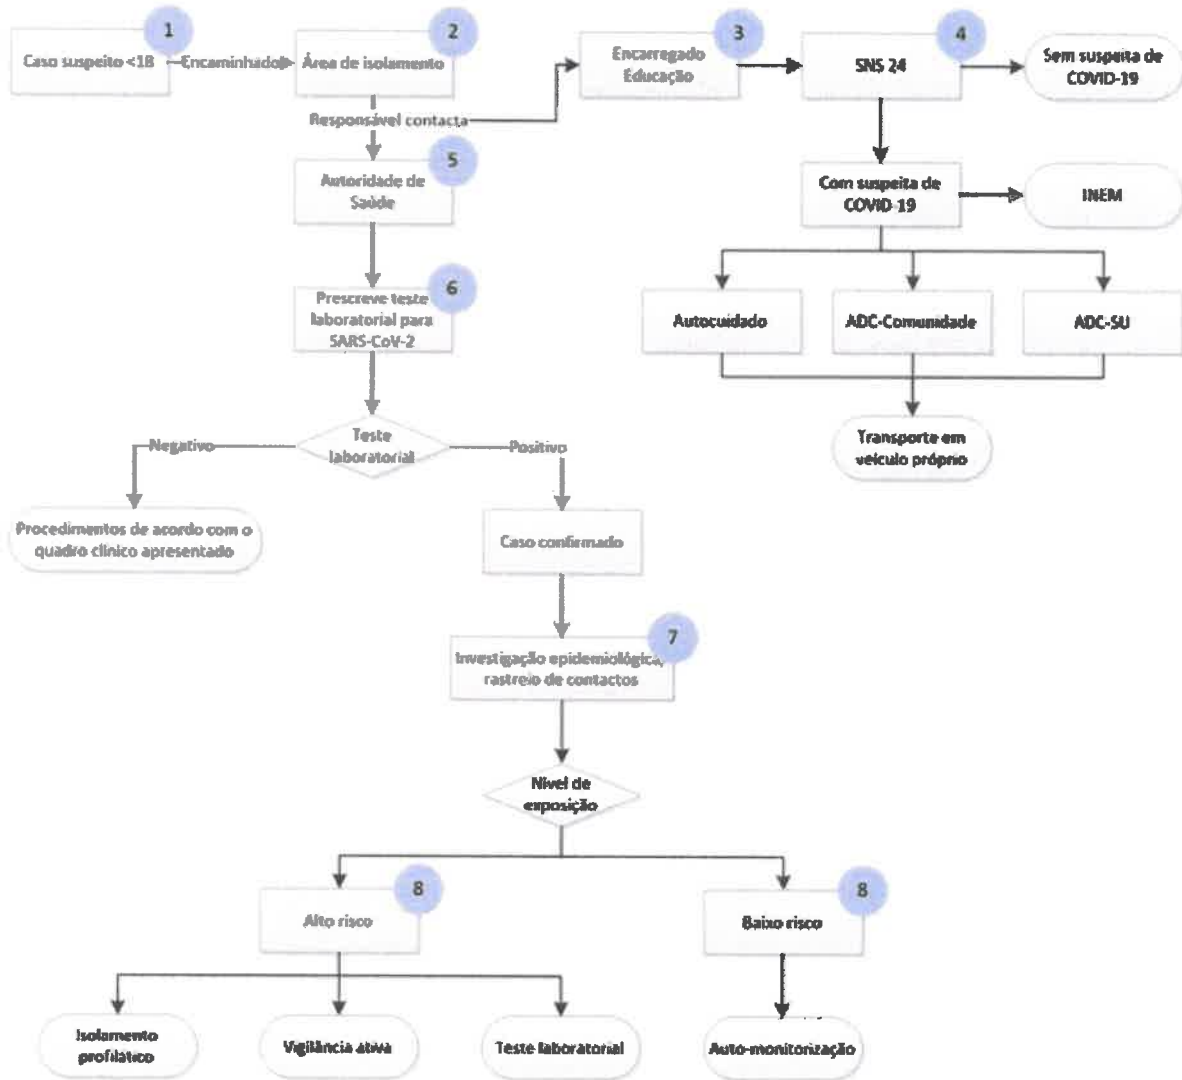 1
2
3
4
Caso suspeito <18
Encaminhado
Área de isolamento
Encarregado
Educação
SNS 24
Sem suspeita de
COVID-19
Responsável contacta
5
Autoridade de
Saúde
Com suspeita de
COVID-19
INEM
6
Prescreve teste
laboratorial para
SARS-CoV-2
Autocuidado
ADC-Comunidade
ADC-SU
Negativo
Teste
laboratorial
Positivo
Transporte em
veículo próprio
Procedimentos de acordo com o
quadro clínico apresentado
Caso confirmado
7
Investigação epidemiológica,
rastreio de contactos
Nível de
exposição
8
Alto risco
8
Baixo risco
Isolamento
profilático
Vigilância ativa
Teste laboratorial
Auto-monitorização